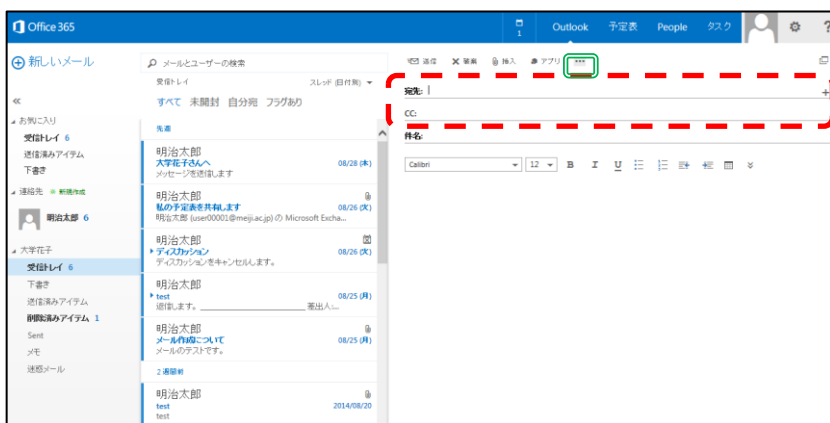 Office 365
1
Outlook
予定表
People
タスク
?
新しいメール
メールとユーザーの検索
送信
破棄
挿入
アプリ
•••
受信トレイ
スレッド (日付別)
すべて 未開封 自分宛 フラグあり
宛先:
CC:
件名:
Calibri
12
B I U
«
お気に入り
受信トレイ 6
送信済みアイテム
下書き
連絡先
新規作成
明治太郎 6
大学花子
受信トレイ 6
下書き
送信済みアイテム
削除済みアイテム 1
Sent
メモ
迷惑メール
先週
明治太郎
大学花子さんへ
08/28 (木)
メッセージを送信します
明治太郎
私の予定表を共有します
08/26 (火)
明治太郎 (user00001@meiji.ac.jp) の Microsoft Excha...
明治太郎
ディスカッション
08/26 (火)
ディスカッションをキャンセルします。
明治太郎
test
08/25 (月)
返信します。 ________________________ 差出人:...
明治太郎
メール作成について
08/25 (月)
メールのテストです。
2 週間前
明治太郎
test
2014/08/20
test